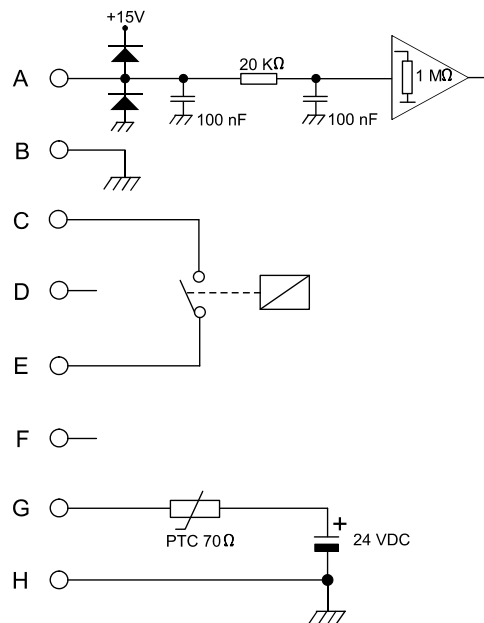 +15V
A
20 KΩ
1 MΩ
100 nF
100 nF
B
C
D
E
F
G
PTC 70Ω
+
24 VDC
H